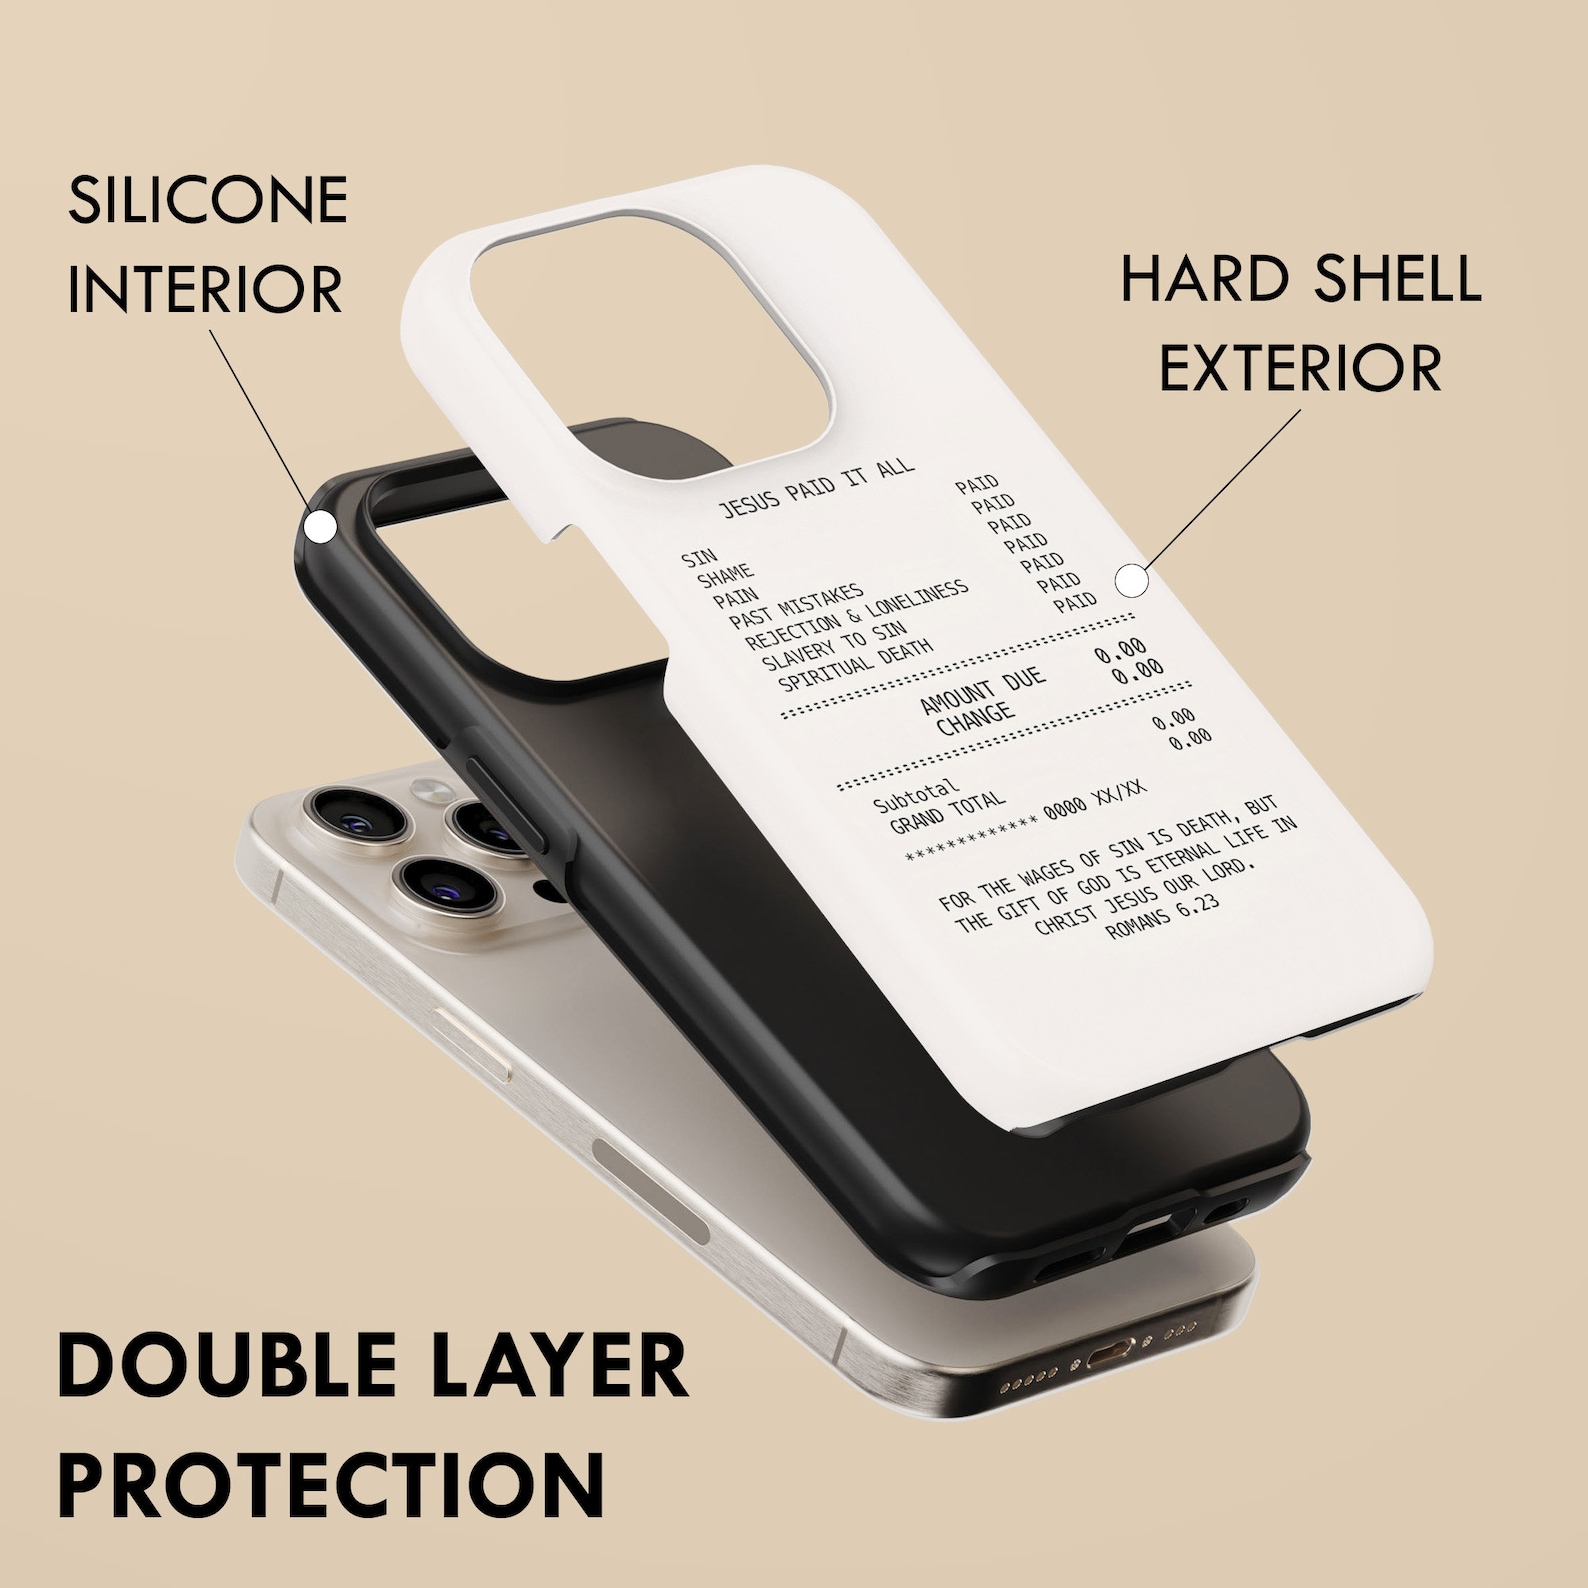 SILICONE
INTERIOR
HARD SHELL
EXTERIOR
JESUS PAID IT ALL
SIN PAID
SHAME PAID
PAIN PAID
PAST MISTAKES PAID
REJECTION & LONELINESS PAID
SLAVERY TO SIN PAID
SPIRITUAL DEATH PAID
AMOUNT DUE 0.00
CHANGE 0.00
Subtotal 0.00
GRAND TOTAL 0.00
************* 0000 XX/XX
FOR THE WAGES OF SIN IS DEATH, BUT
THE GIFT OF GOD IS ETERNAL LIFE IN
CHRIST JESUS OUR LORD.
ROMANS 6.23
DOUBLE LAYER
PROTECTION